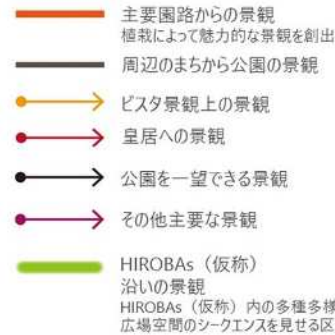 主要園路からの景観
植栽によって魅力的な景観を創出
周辺のまちから公園の景観
ビスタ景観上の景観
皇居への景観
公園を一望できる景観
その他主要な景観
HIROBAs（仮称）
沿いの景観
HIROBAs（仮称）内の多種多様
広場空間のシークエンスを見せる区